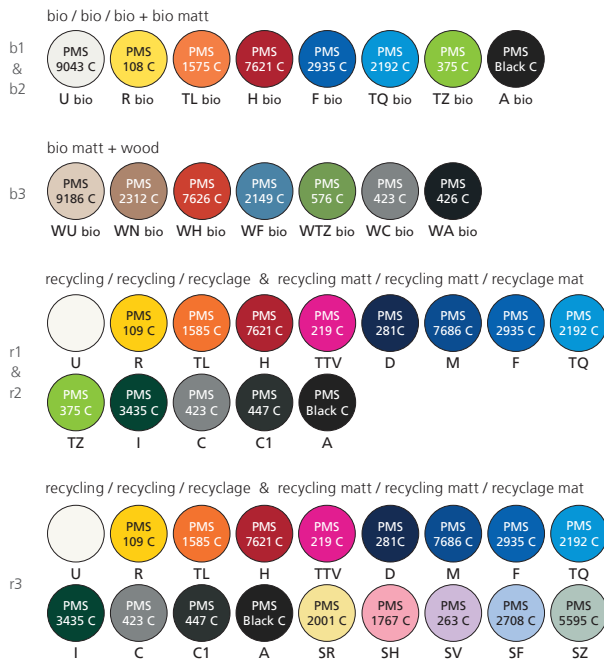 bio / bio / bio + bio matt
b1
&
b2
PMS PMS PMS PMS PMS PMS PMS PMS
9043 C 108 C 1575 C 7621 C 2935 C 2192 C 375 C Black C
U bio R bio TL bio H bio F bio TQ bio TZ bio A bio
bio matt + wood
b3
PMS PMS PMS PMS PMS PMS PMS
9186 C 2312 C 7626 C 2149 C 576 C 423 C 426 C
WU bio WN bio WH bio WF bio WTZ bio WC bio WA bio
recycling / recycling / recyclage & recycling matt / recycling matt / recyclage mat
r1
&
r2
PMS PMS PMS PMS PMS PMS PMS PMS
109 C 1585 C 7621 C 219 C 281C 7686 C 2935 C 2192 C
U R TL H TTV D M F TQ
PMS PMS PMS PMS PMS
375 C 3435 C 423 C 447 C Black C
TZ I C C1 A
recycling / recycling / recyclage & recycling matt / recycling matt / recyclage mat
r3
PMS PMS PMS PMS PMS PMS PMS PMS
109 C 1585 C 7621 C 219 C 281C 7686 C 2935 C 2192 C
U R TL H TTV D M F TQ
PMS PMS PMS PMS PMS PMS PMS PMS PMS
3435 C 423 C 447 C Black C 2001 C 1767 C 263 C 2708 C 5595 C
I C C1 A SR SH SV SF SZ